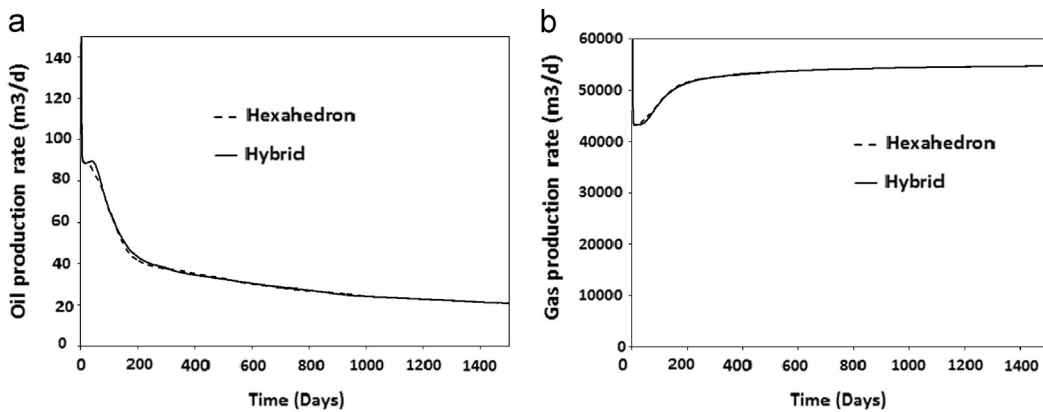 a
Oil production rate (m3/d)
140
120
100
80
60
40
20
0
0 200 400 600 800 1000 1200 1400
Time (Days)
Hexahedron
Hybrid
b
Gas production rate (m3/d)
60000
50000
40000
30000
20000
10000
0
0 200 400 600 800 1000 1200 1400
Time (Days)
Hexahedron
Hybrid